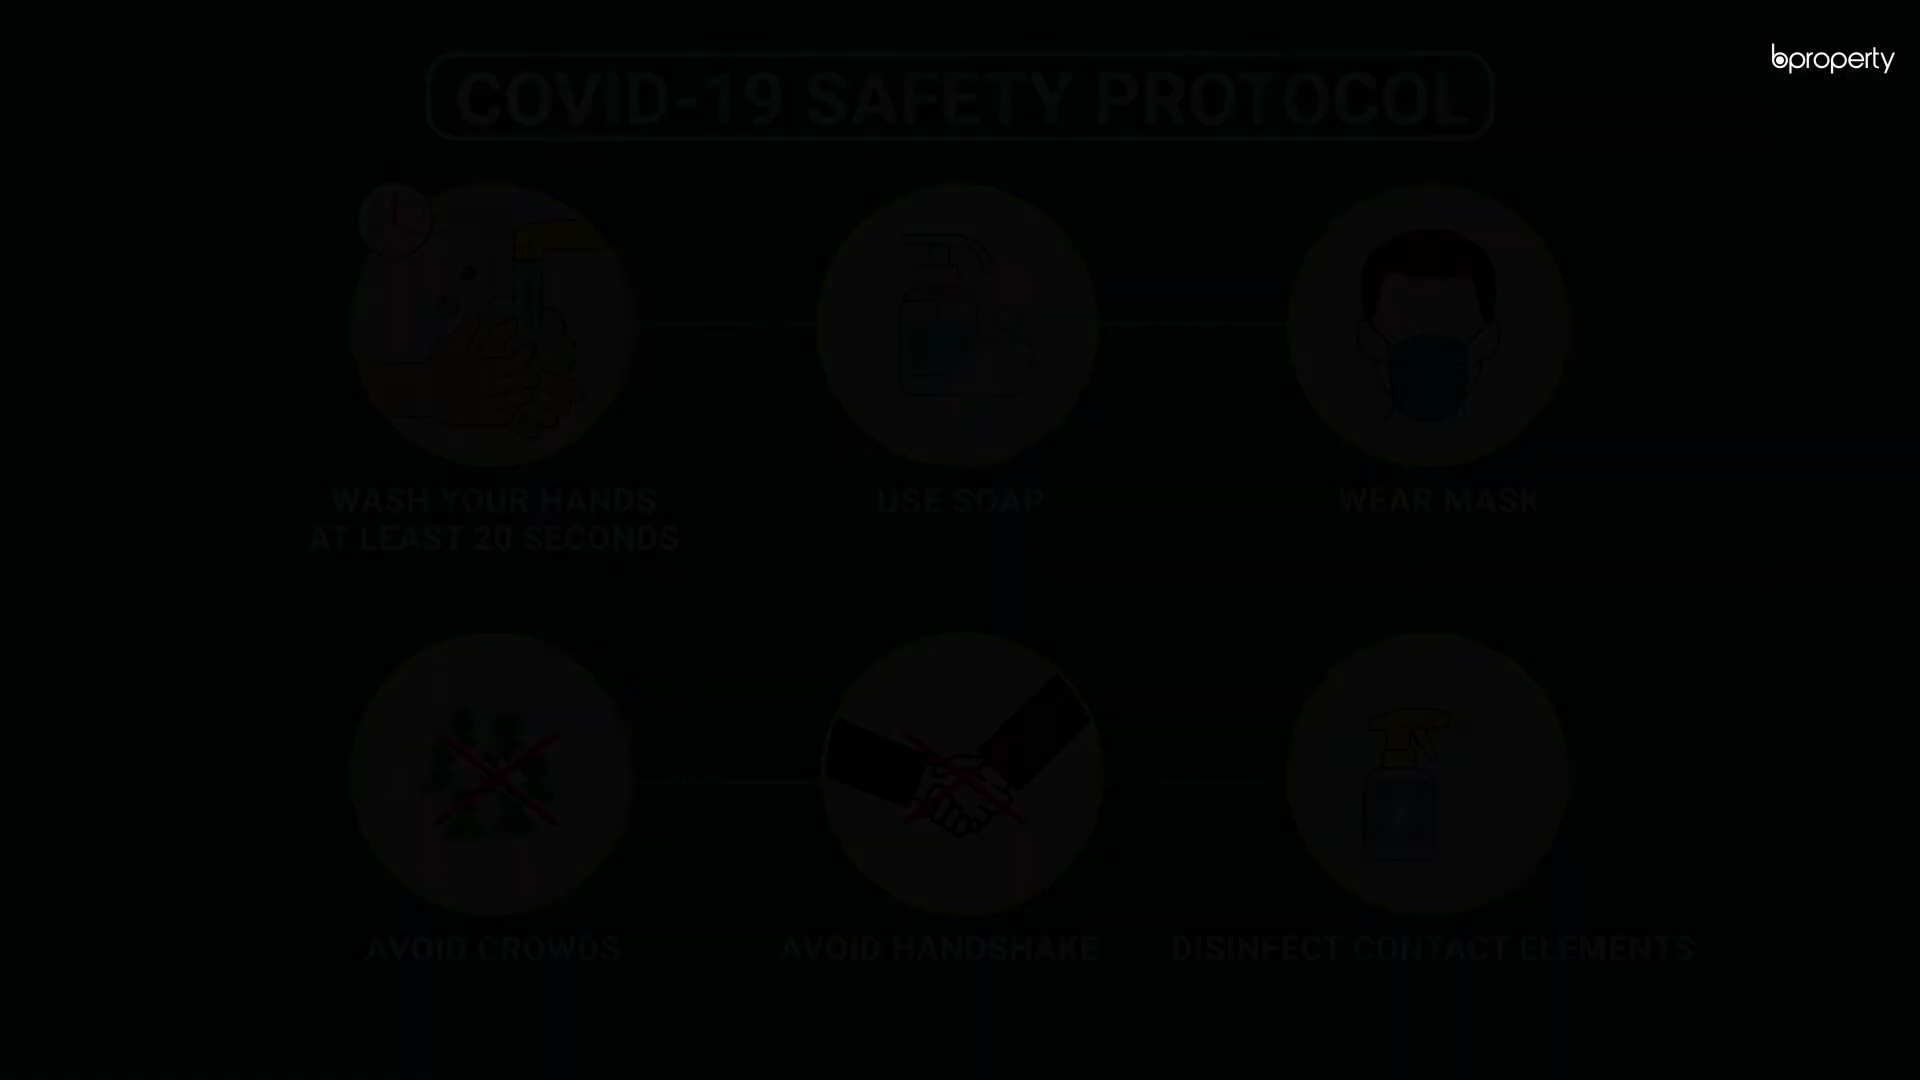 bproperty
COVID-19 SAFETY PROTOCOL
WASH YOUR HANDS
AT LEAST 20 SECONDS
USE SOAP
WEAR MASK
AVOID CROWDS
AVOID HANDSHAKE
DISINFECT CONTACT ELEMENTS